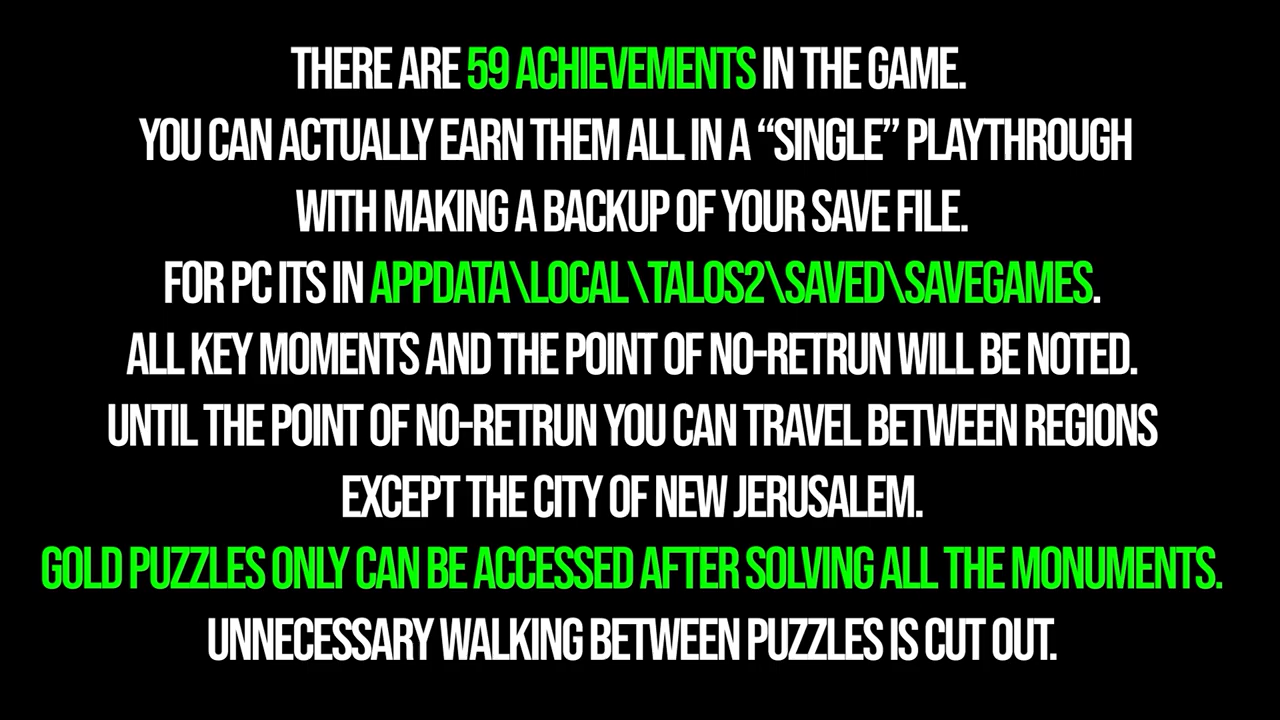 THERE ARE 59 ACHIEVEMENTS IN THE GAME.
YOU CAN ACTUALLY EARN THEM ALL IN A “SINGLE” PLAYTHROUGH
WITH MAKING A BACKUP OF YOUR SAVE FILE.
FOR PC ITS IN APPDATA\LOCAL\TALOS2\SAVED\SAVEGAMES.
ALL KEY MOMENTS AND THE POINT OF NO-RETRUN WILL BE NOTED.
UNTIL THE POINT OF NO-RETRUN YOU CAN TRAVEL BETWEEN REGIONS
EXCEPT THE CITY OF NEW JERUSALEM.
GOLD PUZZLES ONLY CAN BE ACCESSED AFTER SOLVING ALL THE MONUMENTS.
UNNECESSARY WALKING BETWEEN PUZZLES IS CUT OUT.